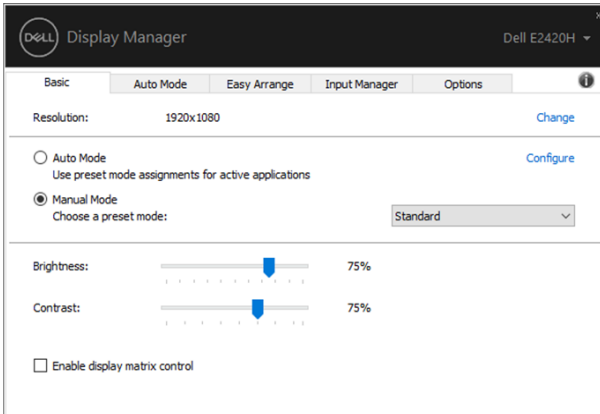 DELL Display Manager
Dell E2420H
Basic
Auto Mode
Easy Arrange
Input Manager
Options
Resolution: 1920x1080 Change
Auto Mode Configure
Use preset mode assignments for active applications
Manual Mode
Choose a preset mode: Standard
Brightness: 75%
Contrast: 75%
Enable display matrix control